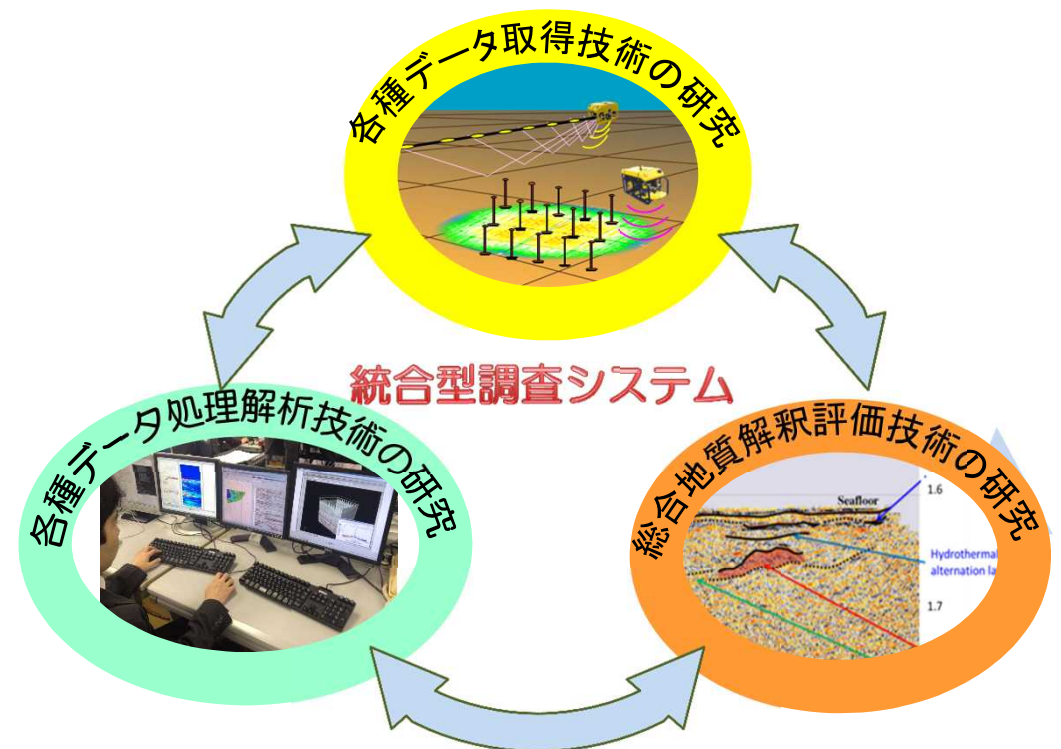 各種データ取得技術の研究
統合型調査システム
各種データ処理解析技術の研究
総合地質解釈評価技術の研究
Seafloor
1.6
Hydrothermal
alternation la
1.7